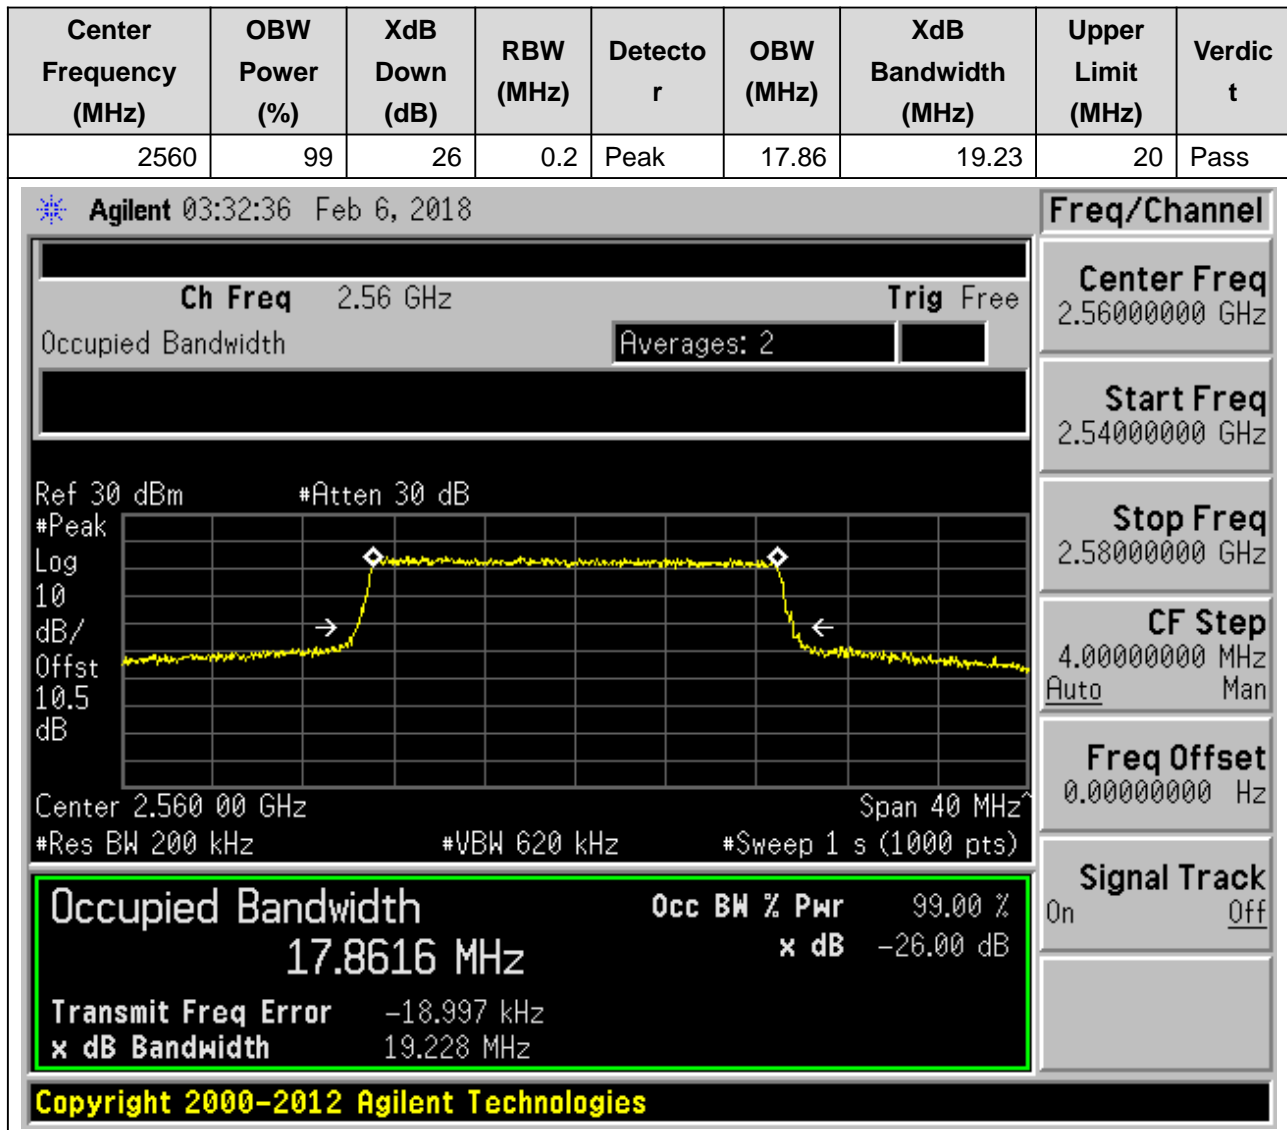 Center Frequency (MHz) OBW Power (%) XdB Down (dB) RBW (MHz) Detecto r OBW (MHz) XdB Bandwidth (MHz) Upper Limit (MHz) Verdic t
2560 99 26 0.2 Peak 17.86 19.23 20 Pass
Agilent 03:32:36 Feb 6, 2018
Freq/Channel
Ch Freq 2.56 GHz Trig Free
Occupied Bandwidth Averages: 2
Center Freq
2.56000000 GHz
Start Freq
2.54000000 GHz
Stop Freq
2.58000000 GHz
CF Step
4.00000000 MHz
Auto Man
Freq Offset
0.00000000 Hz
Signal Track
On Off
Ref 30 dBm #Atten 30 dB
#Peak
Log
10
dB/
Offst
10.5
dB
Center 2.560 00 GHz Span 40 MHz^
#Res BW 200 kHz #VBW 620 kHz #Sweep 1 s (1000 pts)
Occupied Bandwidth Occ BW % Pwr 99.00 %
17.8616 MHz x dB -26.00 dB
Transmit Freq Error -18.997 kHz
x dB Bandwidth 19.228 MHz
Copyright 2000-2012 Agilent Technologies